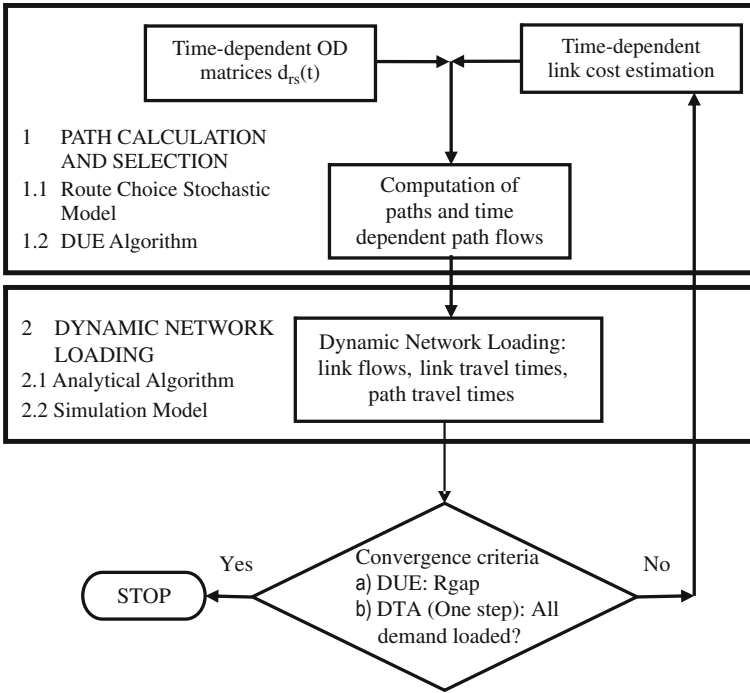 Time-dependent OD
matrices d_rs(t)
Time-dependent
link cost estimation
1 PATH CALCULATION
AND SELECTION
1.1 Route Choice Stochastic
Model
1.2 DUE Algorithm
Computation of
paths and time
dependent path flows
2 DYNAMIC NETWORK
LOADING
2.1 Analytical Algorithm
2.2 Simulation Model
Dynamic Network Loading:
link flows, link travel times,
path travel times
Yes
No
STOP
Convergence criteria
a) DUE: Rgap
b) DTA (One step): All
demand loaded?